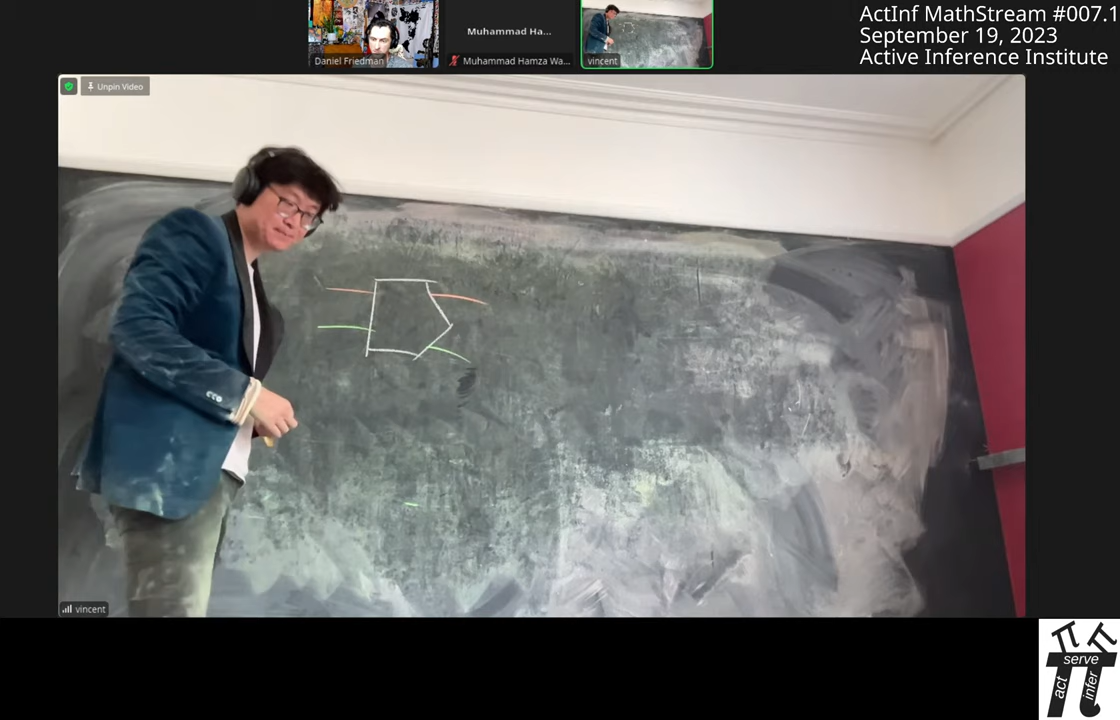 ActInf MathStream #007.1
September 19, 2023
Active Inference Institute
Daniel Friedman
Muhammad Ha...
Muhammad Hamza Wa...
vincent
Unpin Video
vincent
serve
act
infer